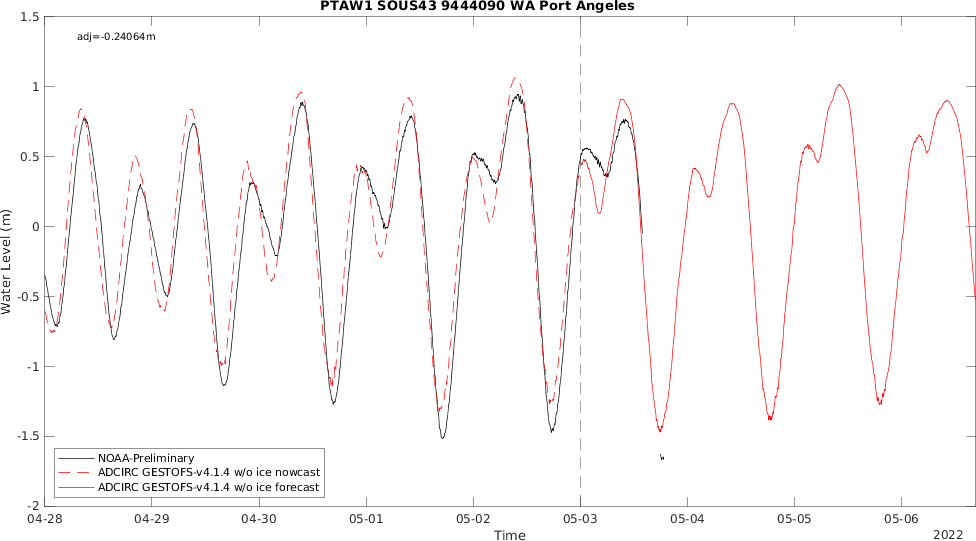 PTAW1 SOUS43 9444090 WA Port Angeles
adj=-0.24064m
1.5
1
0.5
0
-0.5
-1
-1.5
-2
Water Level (m)
NOAA-Preliminary
ADCIRC GESTOFS-v4.1.4 w/o ice nowcast
ADCIRC GESTOFS-v4.1.4 w/o ice forecast
04-28 04-29 04-30 05-01 05-02 05-03 05-04 05-05 05-06
Time
2022